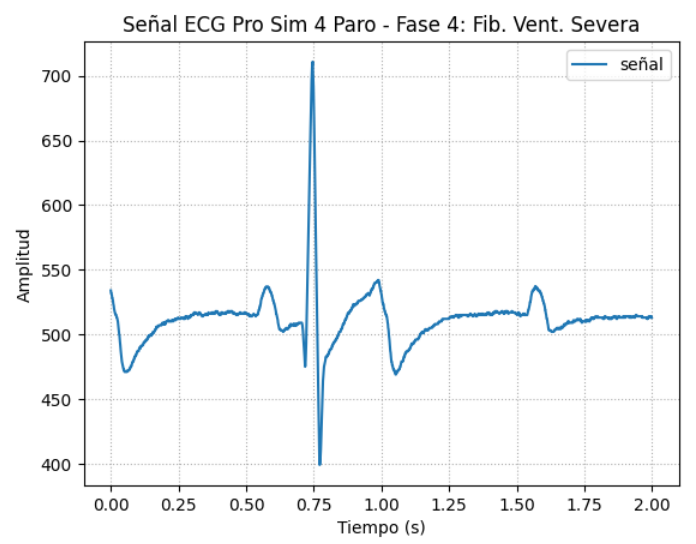 Señal ECG Pro Sim 4 Paro - Fase 4: Fib. Vent. Severa
señal
700
650
600
550
500
450
400
Amplitud
0.00 0.25 0.50 0.75 1.00 1.25 1.50 1.75 2.00
Tiempo (s)